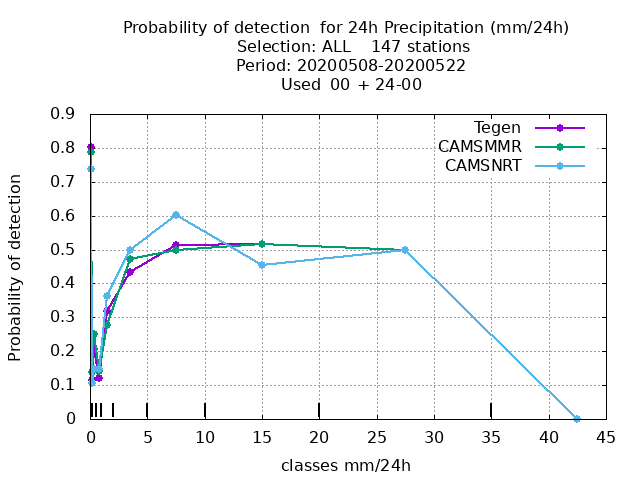 Probability of detection  for 24h Precipitation (mm/24h)
Selection: ALL    147 stations
Period: 20200508-20200522
Used  00 + 24-00
Probability of detection
0.9
0.8
0.7
0.6
0.5
0.4
0.3
0.2
0.1
0
Tegen
CAMSMMR
CAMSNRT
0 5 10 15 20 25 30 35 40 45
classes mm/24h